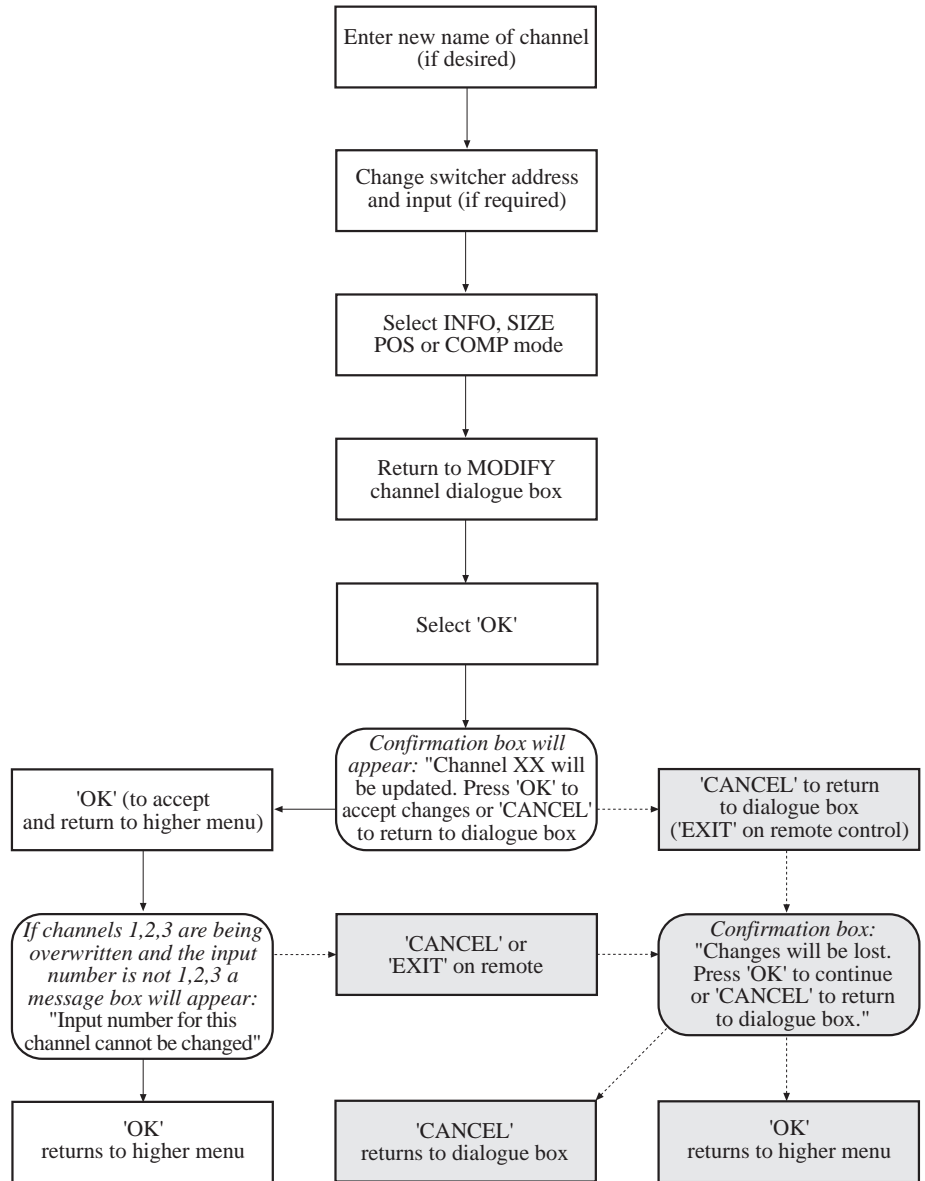 Enter new name of channel
(if desired)
Change switcher address
and input (if required)
Select INFO, SIZE
POS or COMP mode
Return to MODIFY
channel dialogue box
Select 'OK'
Confirmation box will
appear: "Channel XX will
be updated. Press 'OK' to
accept changes or 'CANCEL'
to return to dialogue box
'OK' (to accept
and return to higher menu)
'CANCEL' to return
to dialogue box
('EXIT' on remote control)
If channels 1,2,3 are being
overwritten and the input
number is not 1,2,3 a
message box will appear:
"Input number for this
channel cannot be changed"
'CANCEL' or
'EXIT' on remote
Confirmation box:
"Changes will be lost.
Press 'OK' to continue
or 'CANCEL' to return
to dialogue box."
'OK'
returns to higher menu
'CANCEL'
returns to dialogue box
'OK'
returns to higher menu